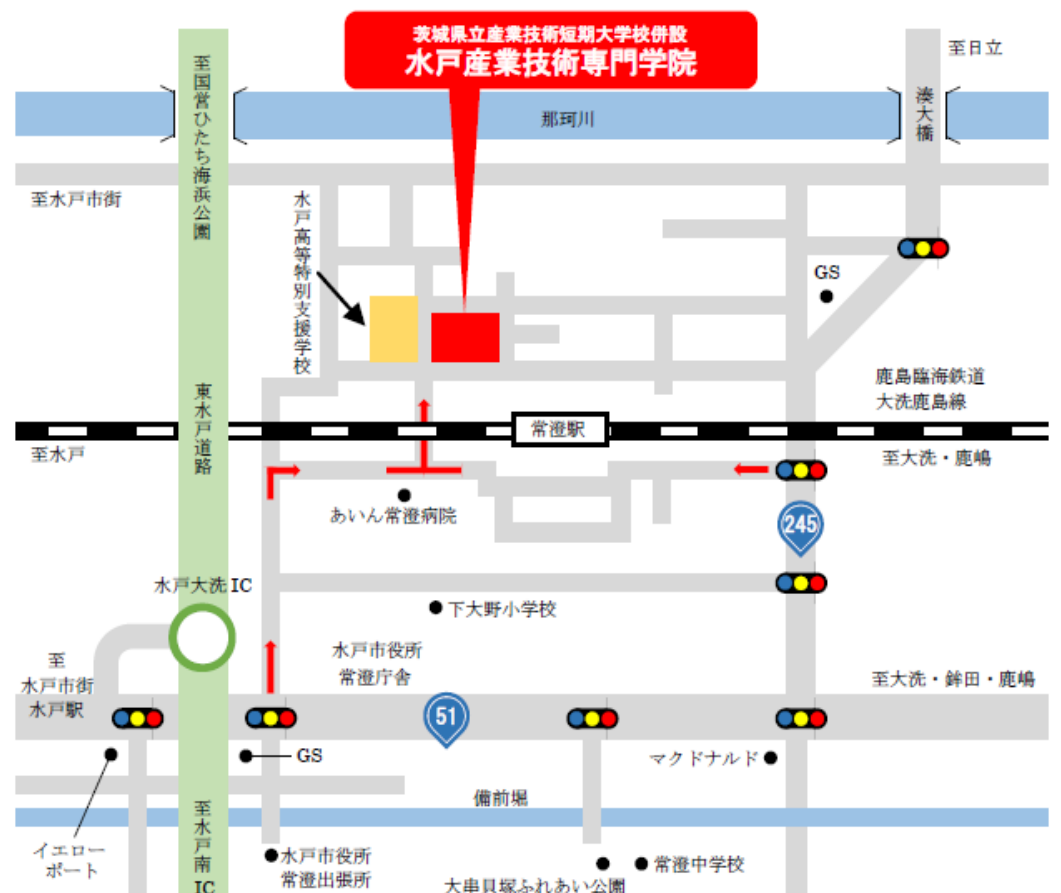 茨城県立産業技術短期大学校併設
水戸産業技術専門学院
至日立
至国営ひたち海浜公園
那珂川
湊大橋
至水戸市街
水戸高等特別支援学校
GS
鹿島臨海鉄道
大洗鹿島線
東水戸道路
常澄駅
至水戸
至大洗・鹿嶋
あいん常澄病院
245
水戸大洗IC
下大野小学校
水戸市役所
常澄庁舎
至
水戸市街
水戸駅
至大洗・鉾田・鹿嶋
51
GS
マクドナルド
備前堀
至水戸南IC
イエロー
ポート
水戸市役所
常澄出張所
常澄中学校
大串貝塚ふれあい公園